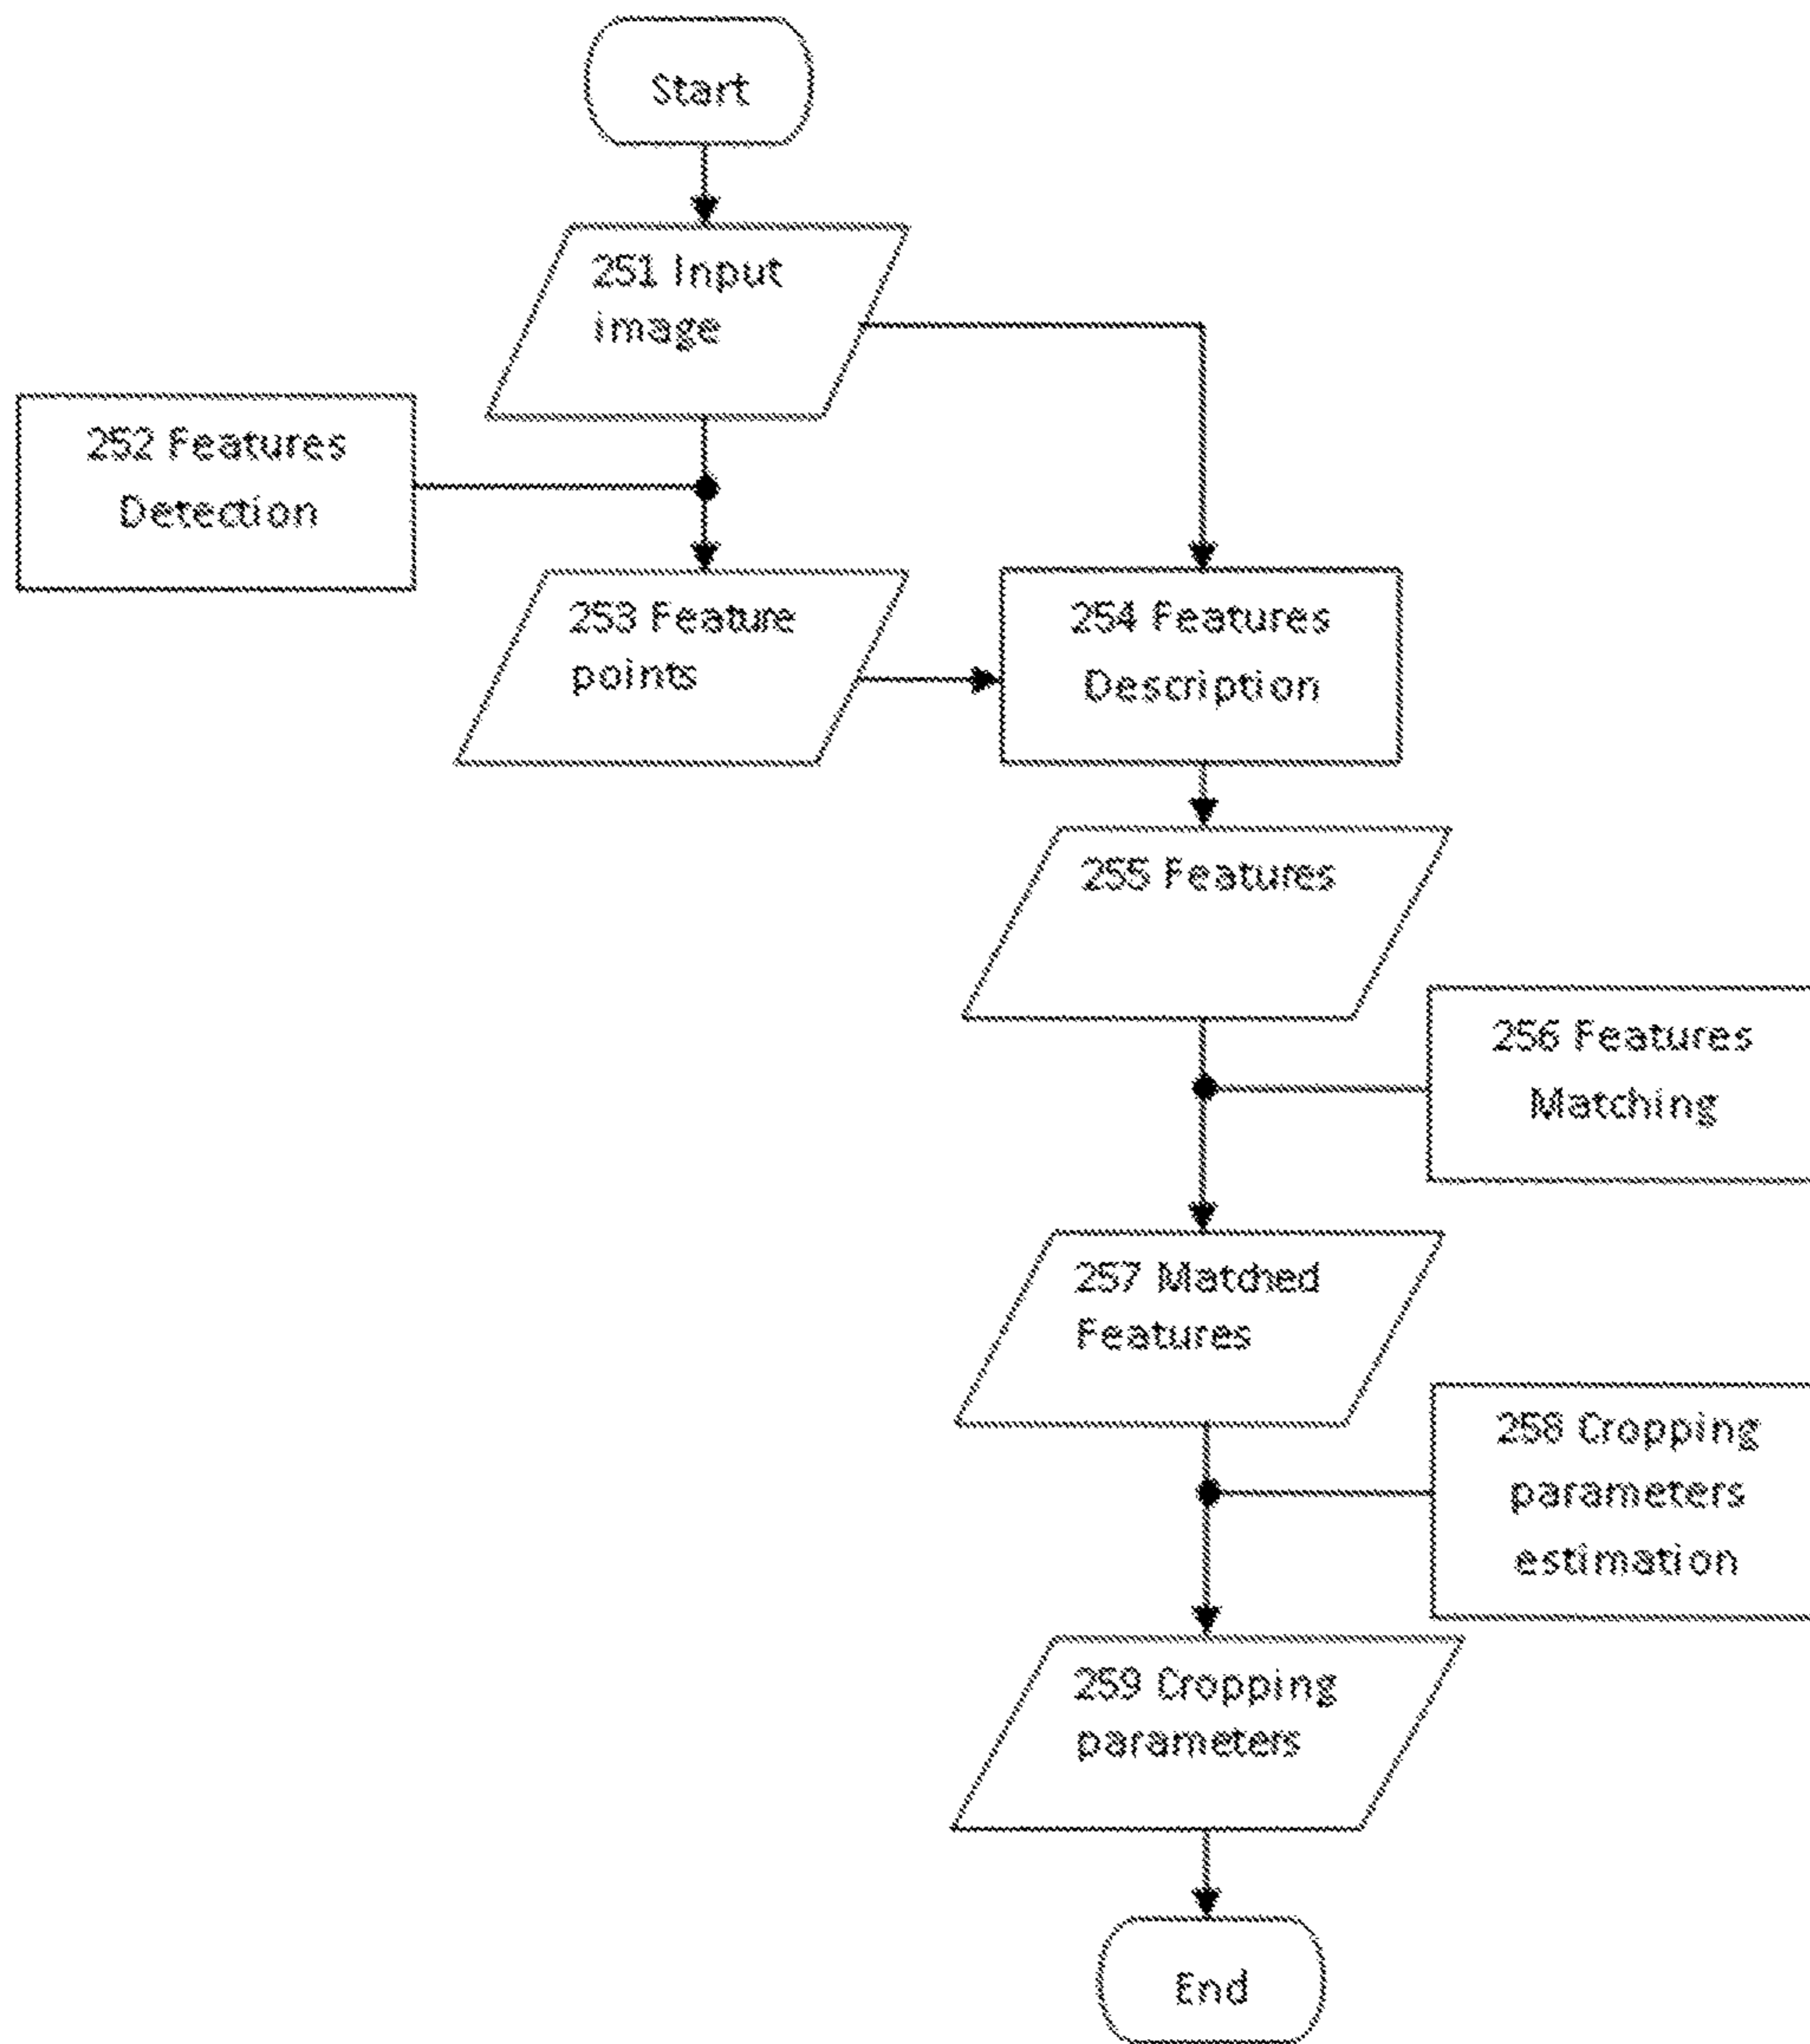 Start
251 Input
image
252 Features
Detection
253 Feature
points
254 Features
Description
255 Features
256 Features
Matching
257 Matched
Features
258 Cropping
parameters
estimation
259 Cropping
parameters
End